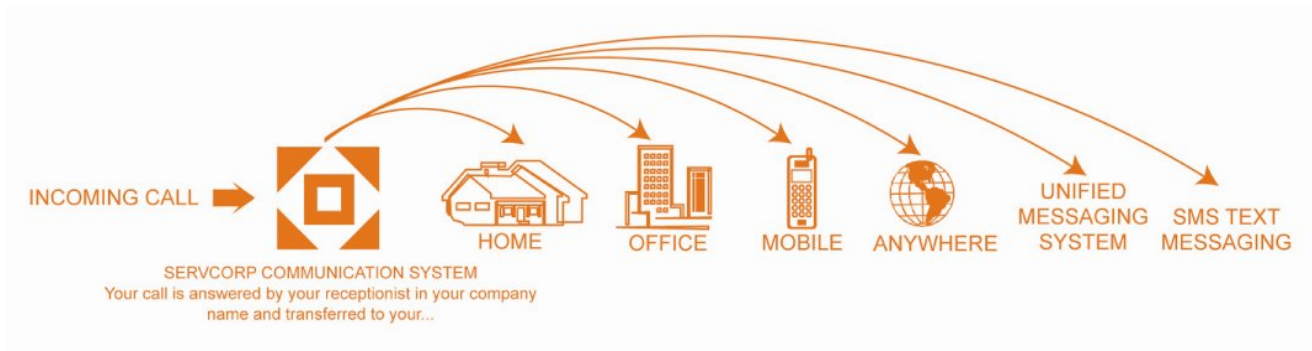 INCOMING CALL
SERVCORP COMMUNICATION SYSTEM
Your call is answered by your receptionist in your company
name and transferred to your...
HOME
OFFICE
MOBILE
ANYWHERE
UNIFIED
MESSAGING
SYSTEM
SMS TEXT
MESSAGING